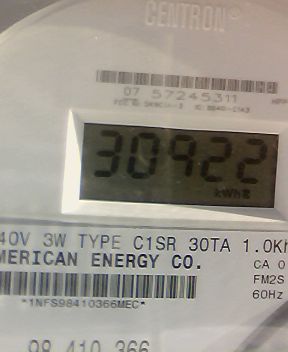 CENTRON®
07 57245311
30922
kWh
40V 3W TYPE C1SR 30TA 1.0Kh
MERICAN ENERGY CO.
CA 0
FM2S
60Hz
*1NFS98410366MEC*
98 410 366